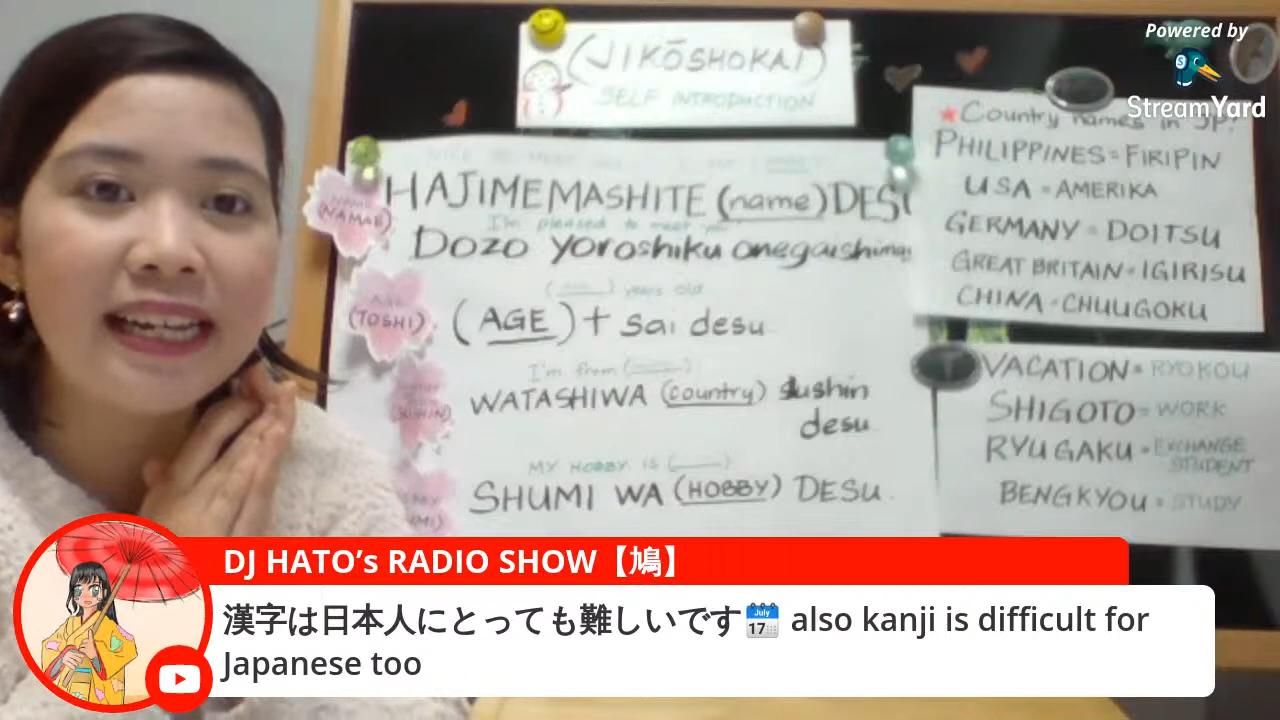 Powered by
StreamYard
(JIKŌSHOKAI)
SELF INTRODUCTION
HAJIMEMASHITE (name) DESU
I'm pleased to meet you
Dozo yoroshiku onegaishimas
(NAMAE)
years old
(TOSHI)
(AGE) + sai desu
I'm from
WATASHIWA (country) shushin
desu
MY HOBBY IS
SHUMI WA (HOBBY) DESU.
Country names in JP!
PHILIPPINES = FIRIPIN
USA = AMERIKA
GERMANY = DOITSU
GREAT BRITAIN = IGIRISU
CHINA = CHUUGOKU
VACATION = RYOKOU
SHIGOTO = WORK
RYUGAKU = EXCHANGE
STUDENT
BENGKYOU = STUDY
DJ HATO’s RADIO SHOW【鳩】
漢字は日本人にとっても難しいです July 17 also kanji is difficult for
Japanese too